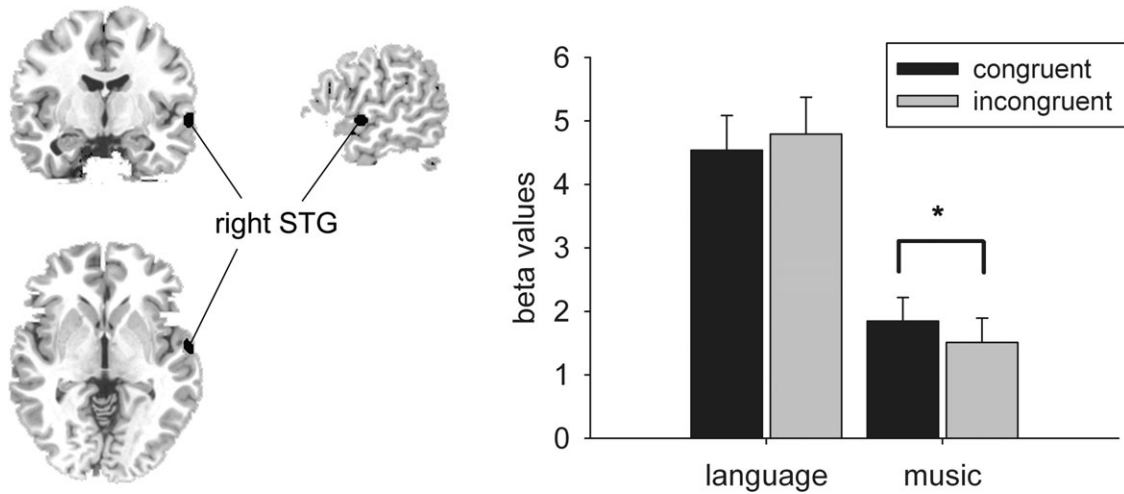 right STG
6
5
4
3
2
1
0
beta values
congruent
incongruent
*
language
music